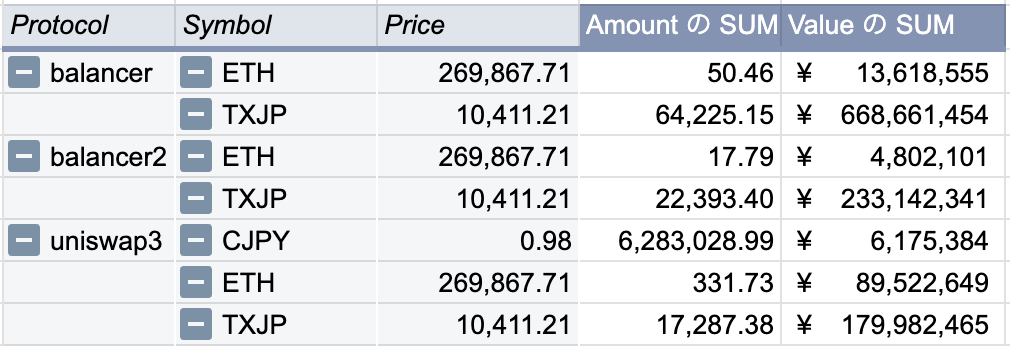 Protocol Symbol Price Amount の SUM Value の SUM
balancer ETH 269,867.71 50.46 ¥ 13,618,555
TXJP 10,411.21 64,225.15 ¥ 668,661,454
balancer2 ETH 269,867.71 17.79 ¥ 4,802,101
TXJP 10,411.21 22,393.40 ¥ 233,142,341
uniswap3 CJPY 0.98 6,283,028.99 ¥ 6,175,384
ETH 269,867.71 331.73 ¥ 89,522,649
TXJP 10,411.21 17,287.38 ¥ 179,982,465